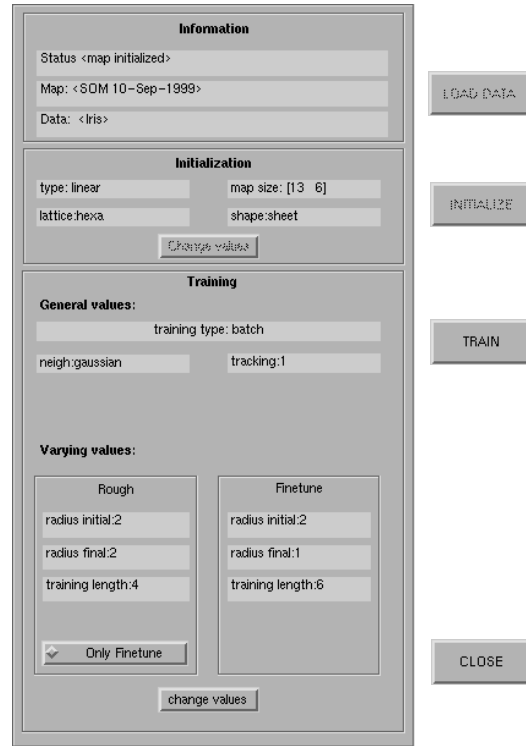 Information
Status <map initialized>
Map: <SOM 10-Sep-1999>
Data: <Iris>
LOAD DATA
Initialization
type: linear
map size: [13 6]
lattice:hexa
shape:sheet
Change values
INITIALIZE
Training
General values:
training type: batch
neigh:gaussian
tracking:1
TRAIN
Varying values:
Rough
radius initial:2
radius final:2
training length:4
Only Finetune
Finetune
radius initial:2
radius final:1
training length:6
change values
CLOSE